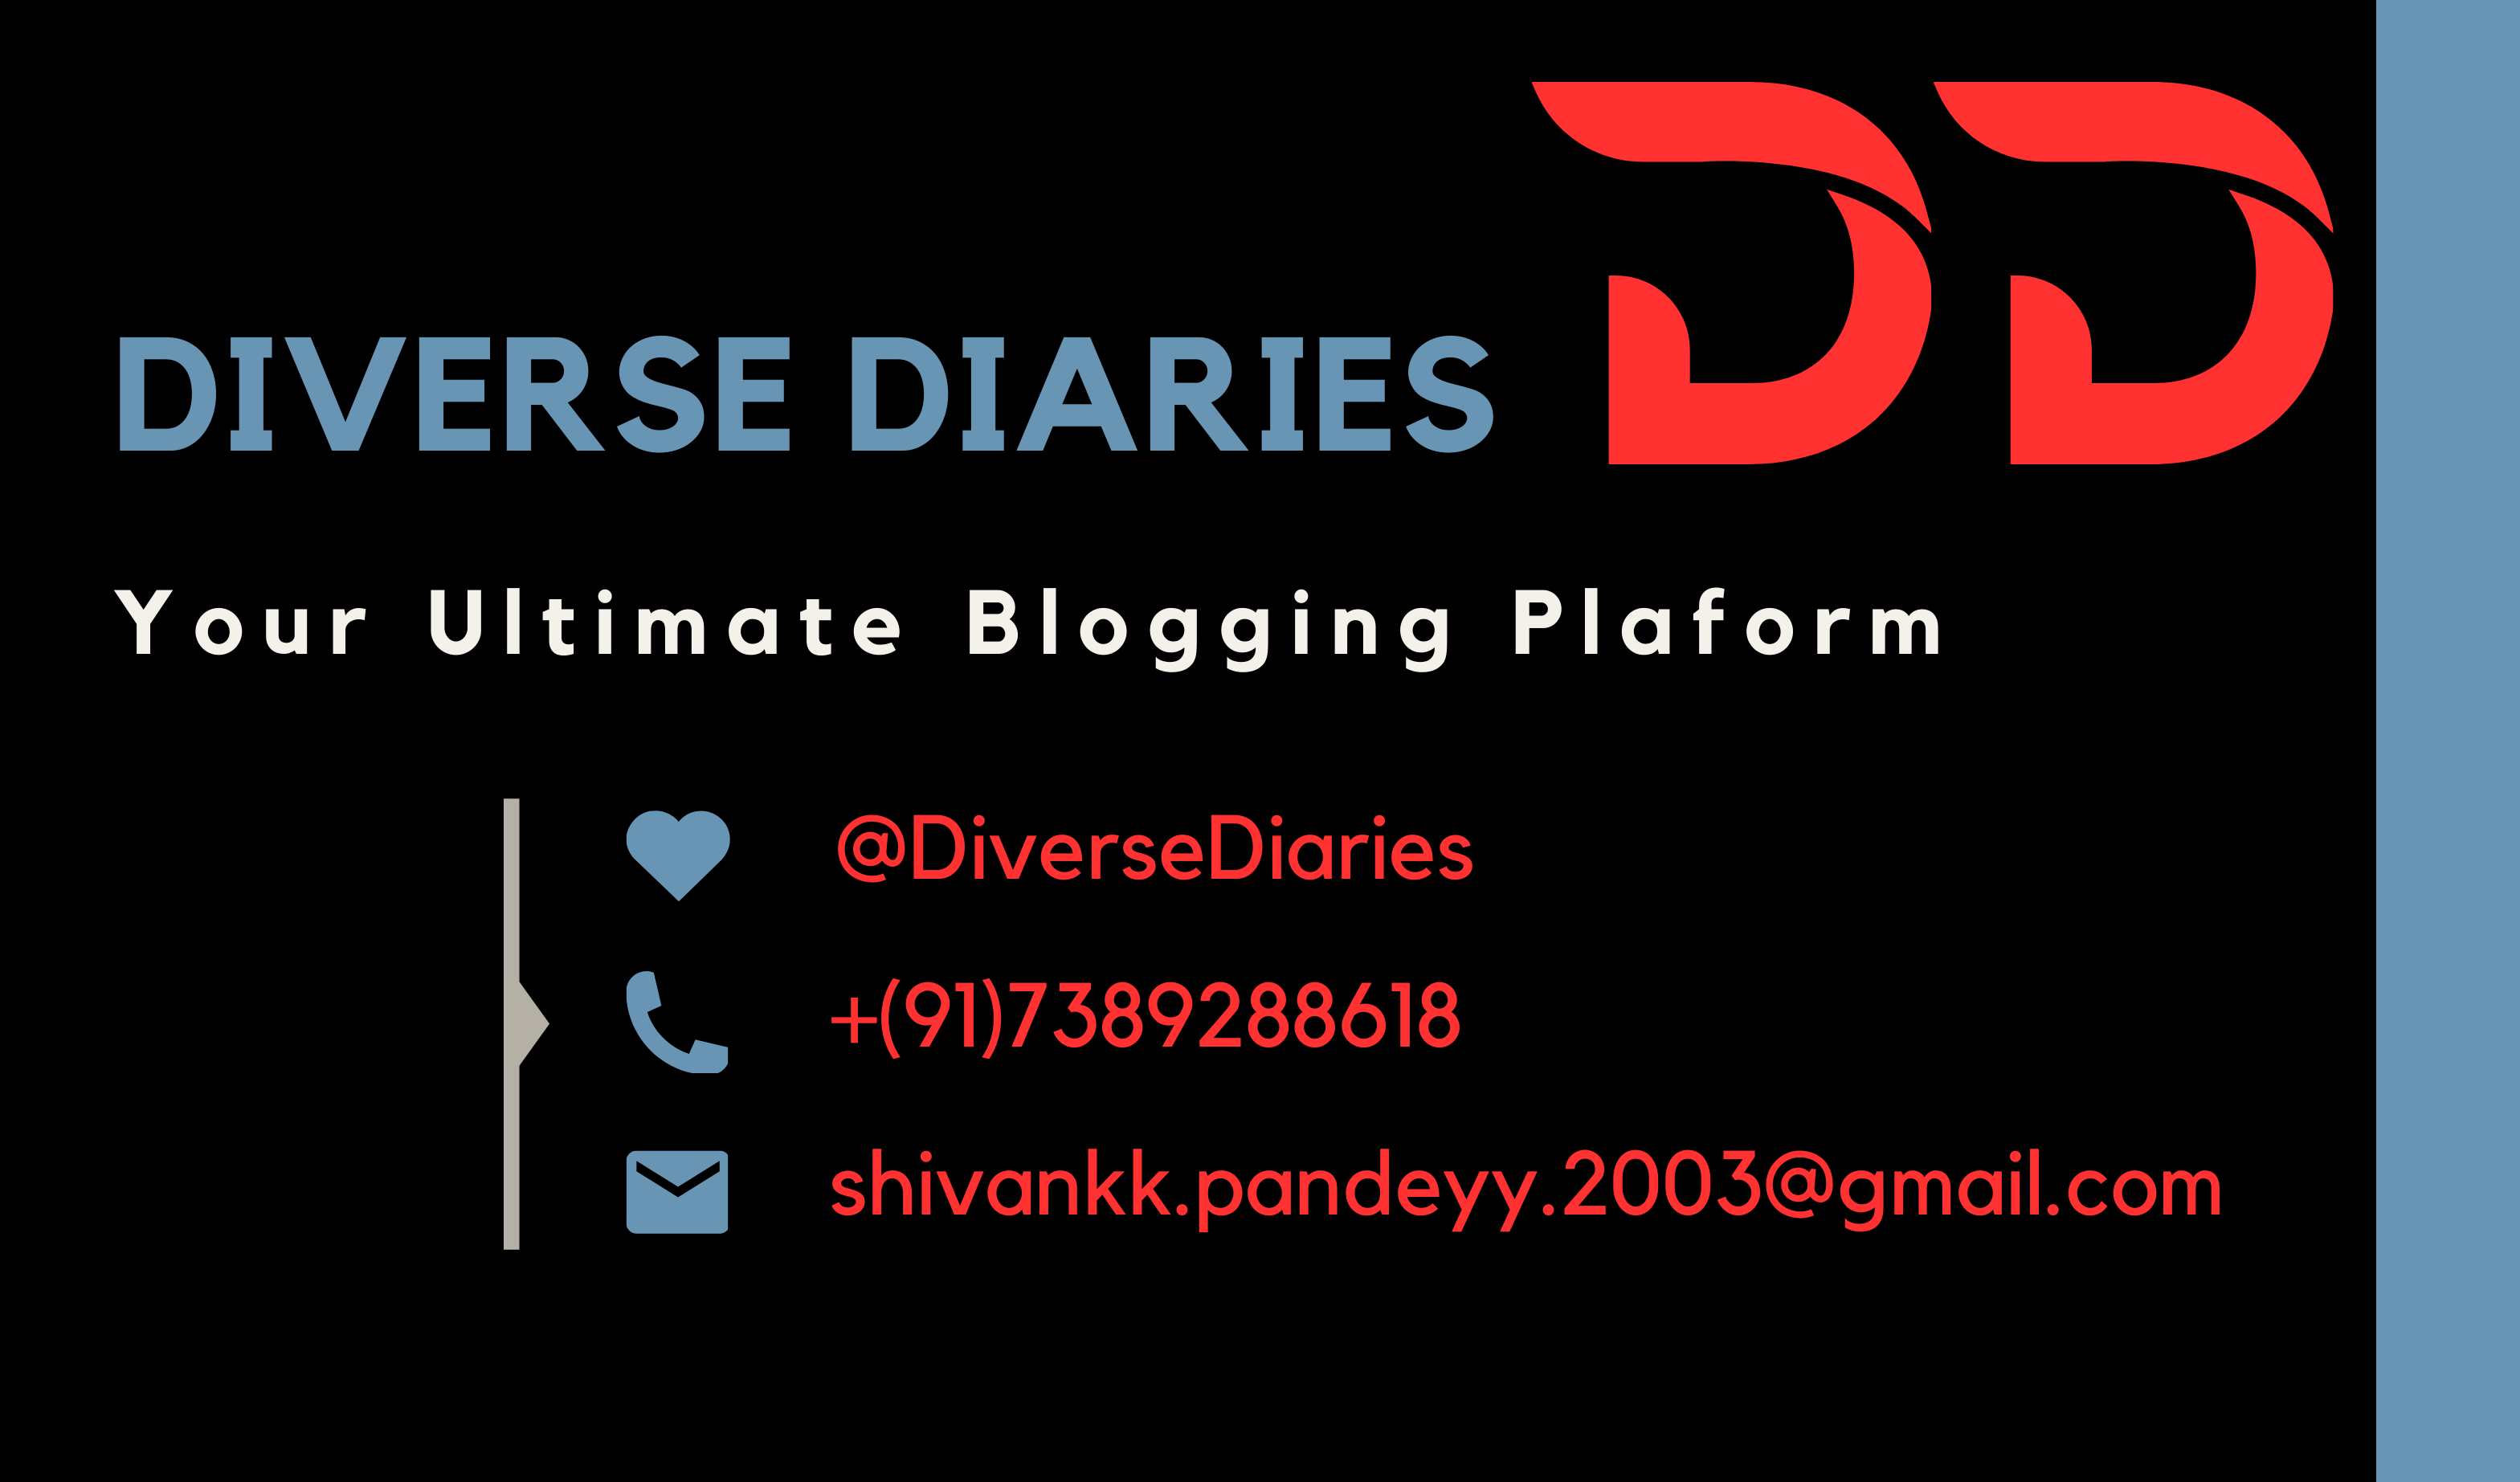 DD
DIVERSE DIARIES
Your Ultimate Blogging Plaform
@DiverseDiaries
+(91)7389288618
shivankk.pandeyy.2003@gmail.com